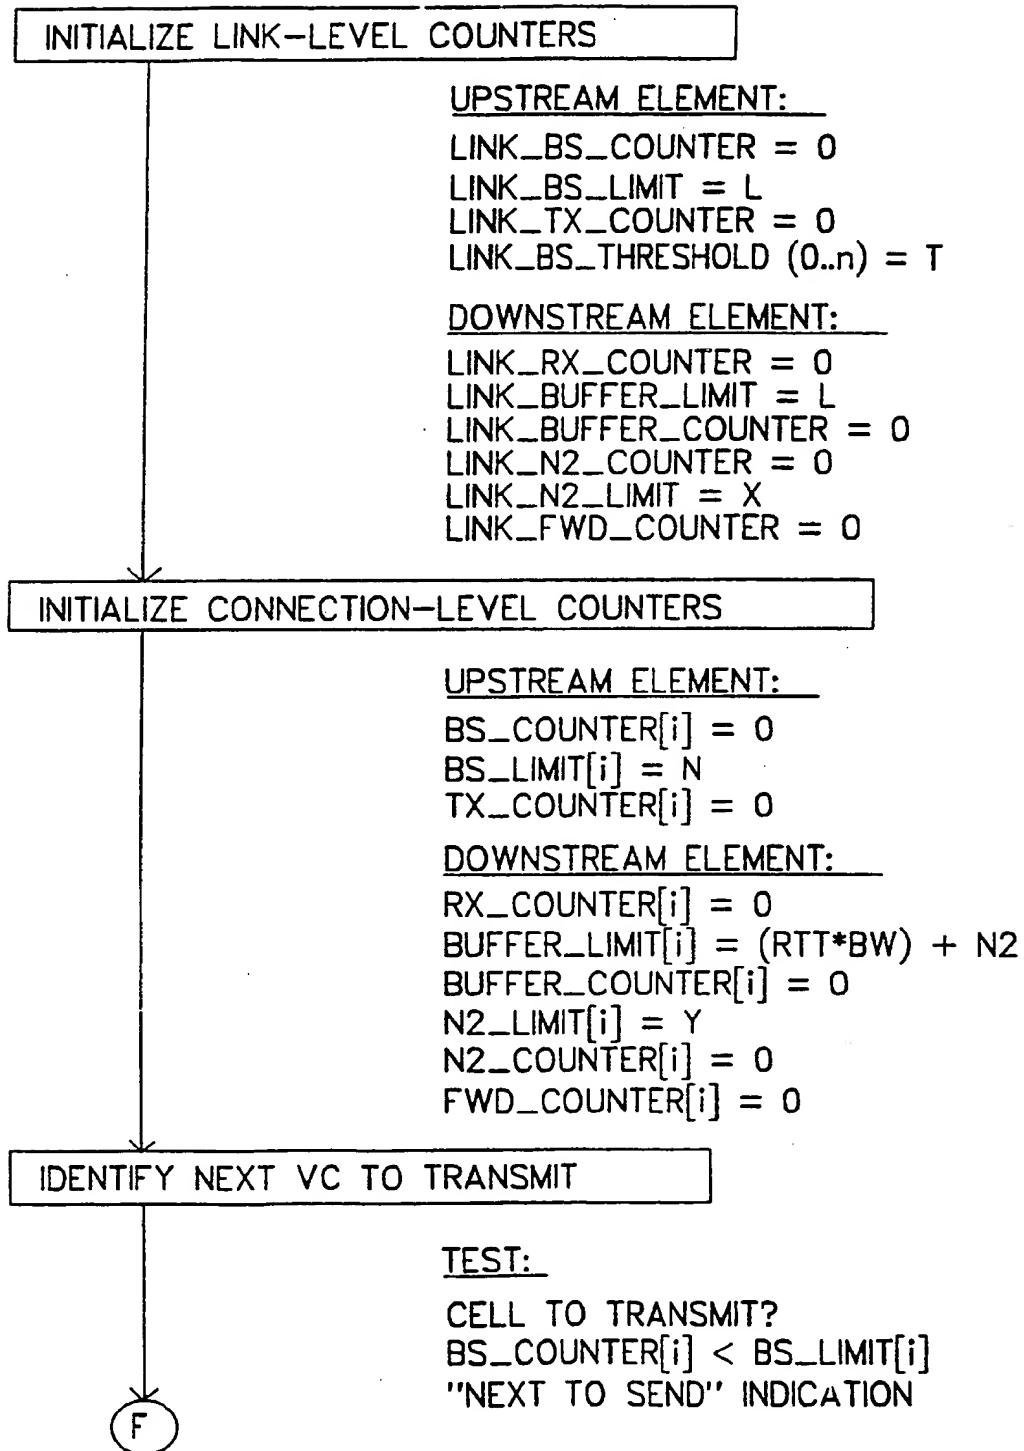 INITIALIZE LINK–LEVEL COUNTERS
UPSTREAM ELEMENT:
LINK_BS_COUNTER = 0
LINK_BS_LIMIT = L
LINK_TX_COUNTER = 0
LINK_BS_THRESHOLD (0..n) = T
DOWNSTREAM ELEMENT:
LINK_RX_COUNTER = 0
LINK_BUFFER_LIMIT = L
LINK_BUFFER_COUNTER = 0
LINK_N2_COUNTER = 0
LINK_N2_LIMIT = X
LINK_FWD_COUNTER = 0
INITIALIZE CONNECTION–LEVEL COUNTERS
UPSTREAM ELEMENT:
BS_COUNTER[i] = 0
BS_LIMIT[i] = N
TX_COUNTER[i] = 0
DOWNSTREAM ELEMENT:
RX_COUNTER[i] = 0
BUFFER_LIMIT[i] = (RTT*BW) + N2
BUFFER_COUNTER[i] = 0
N2_LIMIT[i] = Y
N2_COUNTER[i] = 0
FWD_COUNTER[i] = 0
IDENTIFY NEXT VC TO TRANSMIT
TEST:
CELL TO TRANSMIT?
BS_COUNTER[i] < BS_LIMIT[i]
"NEXT TO SEND" INDICATION
F